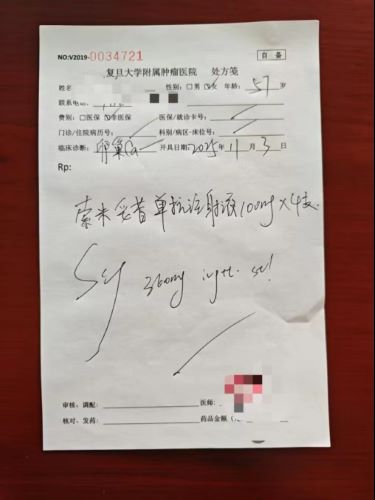 NO:V2019-0034721 自备
复旦大学附属肿瘤医院 处方笺
姓名 性别:□男☑女 年龄:57岁
联系电话
费别:□医保☑非医保 医保/就诊卡号:
门诊/住院病历号: 科别/病区-床位号:
临床诊断:卵巢Ca 开具日期:2025年11月3日
Rp:
索米妥昔单抗注射液100mg×4支
Sig 360mg ivgtt. st!
审核、调配: 医师:
核对、发药: 药品金额(